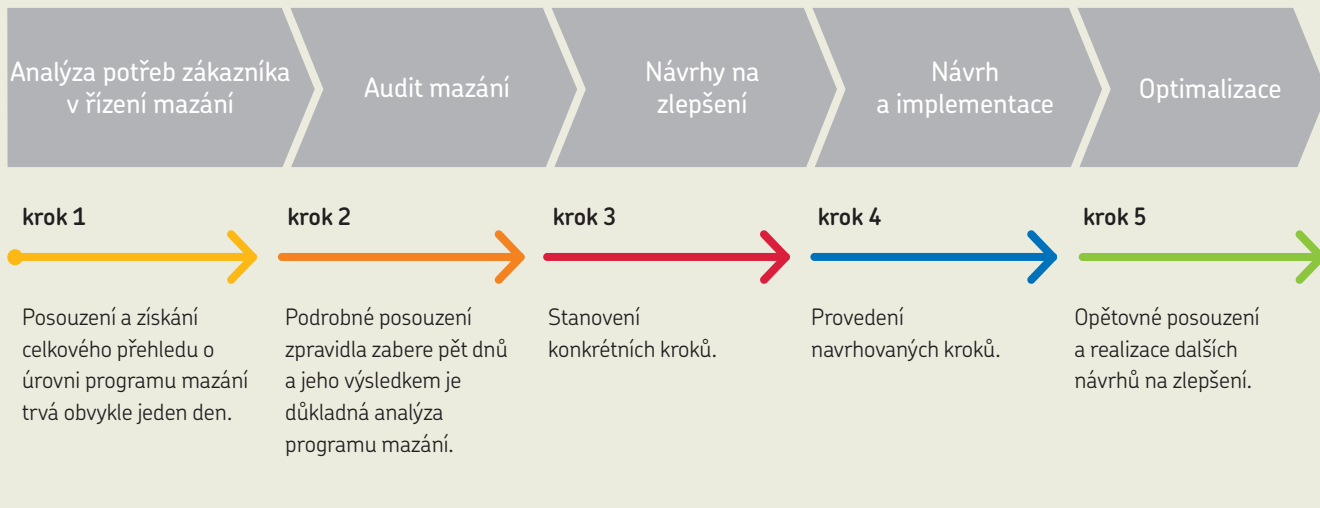 Analýza potřeb zákazníka
v řízení mazání
Audit mazání
Návrhy na
zlepšení
Návrh
a implementace
Optimalizace
krok 1
Posouzení a získání
celkového přehledu o
úrovni programu mazání
trvá obvykle jeden den.
krok 2
Podrobné posouzení
zpravidla zabere pět dnů
a jeho výsledkem je
důkladná analýza
programu mazání.
krok 3
Stanovení
konkrétních kroků.
krok 4
Provedení
navrhovaných kroků.
krok 5
Opětovné posouzení
a realizace dalších
návrhů na zlepšení.